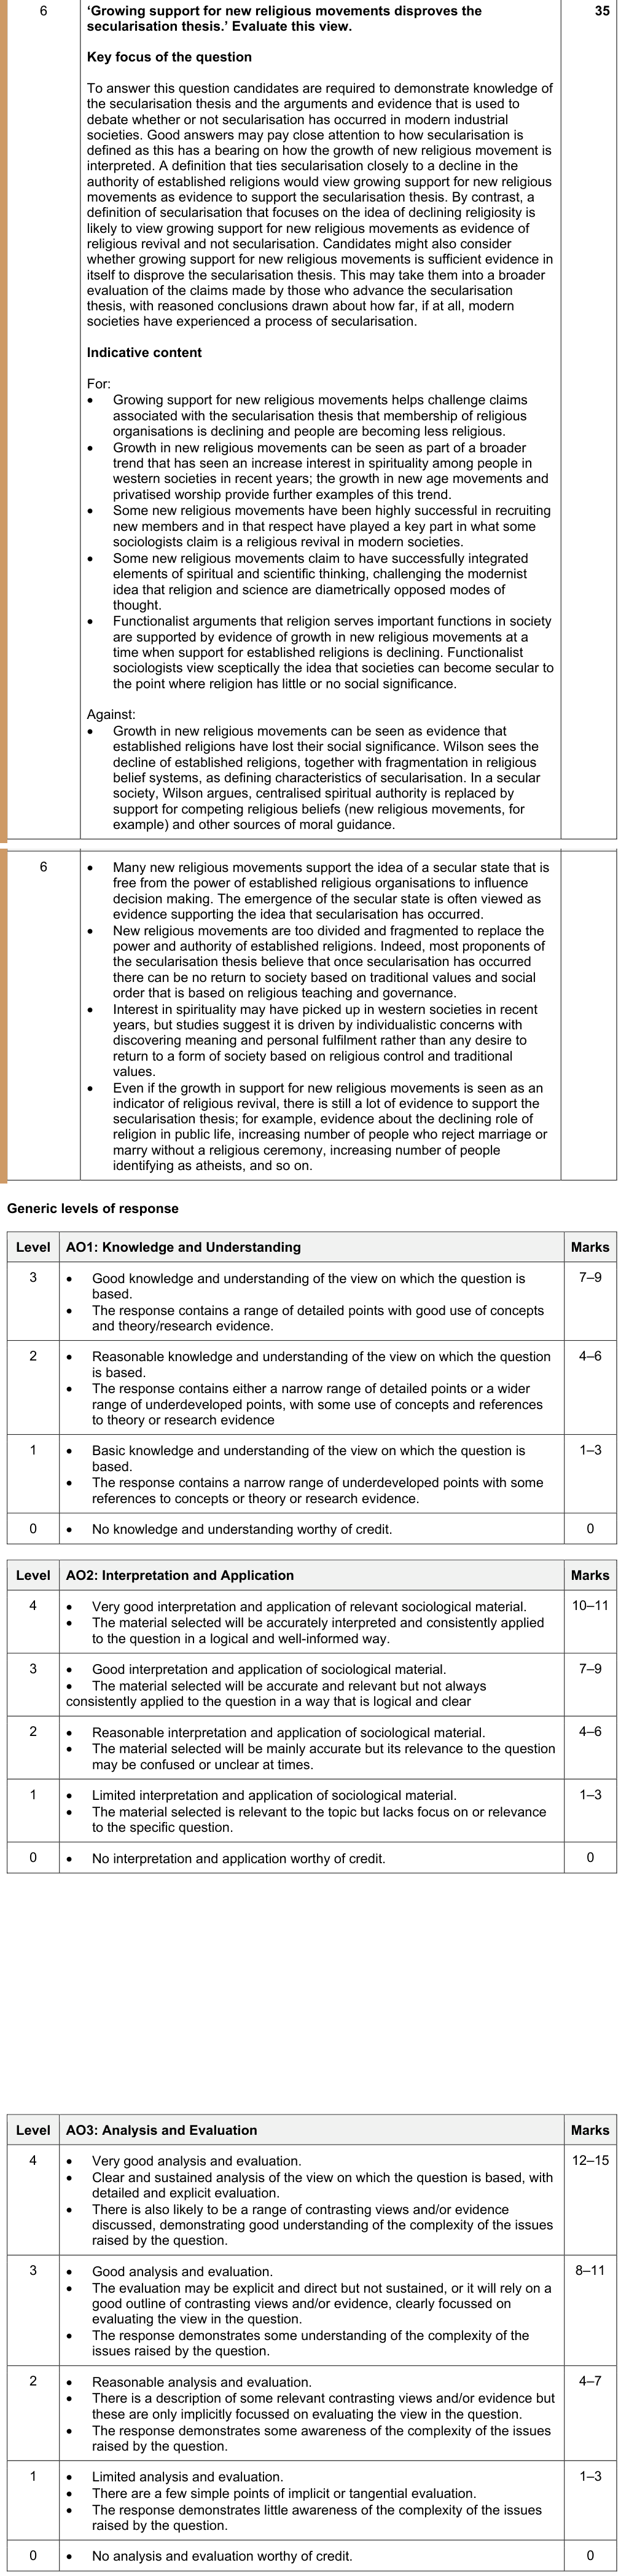 6
‘Growing support for new religious movements disproves the
secularisation thesis.’ Evaluate this view.
35
Key focus of the question
To answer this question candidates are required to demonstrate knowledge of
the secularisation thesis and the arguments and evidence that is used to
debate whether or not secularisation has occurred in modern industrial
societies. Good answers may pay close attention to how secularisation is
defined as this has a bearing on how the growth of new religious movement is
interpreted. A definition that ties secularisation closely to a decline in the
authority of established religions would view growing support for new religious
movements as evidence to support the secularisation thesis. By contrast, a
definition of secularisation that focuses on the idea of declining religiosity is
likely to view growing support for new religious movements as evidence of
religious revival and not secularisation. Candidates might also consider
whether growing support for new religious movements is sufficient evidence in
itself to disprove the secularisation thesis. This may take them into a broader
evaluation of the claims made by those who advance the secularisation
thesis, with reasoned conclusions drawn about how far, if at all, modern
societies have experienced a process of secularisation.
Indicative content
For:
• Growing support for new religious movements helps challenge claims
associated with the secularisation thesis that membership of religious
organisations is declining and people are becoming less religious.
• Growth in new religious movements can be seen as part of a broader
trend that has seen an increase interest in spirituality among people in
western societies in recent years; the growth in new age movements and
privatised worship provide further examples of this trend.
• Some new religious movements have been highly successful in recruiting
new members and in that respect have played a key part in what some
sociologists claim is a religious revival in modern societies.
• Some new religious movements claim to have successfully integrated
elements of spiritual and scientific thinking, challenging the modernist
idea that religion and science are diametrically opposed modes of
thought.
• Functionalist arguments that religion serves important functions in society
are supported by evidence of growth in new religious movements at a
time when support for established religions is declining. Functionalist
sociologists view sceptically the idea that societies can become secular to
the point where religion has little or no social significance.
Against:
• Growth in new religious movements can be seen as evidence that
established religions have lost their social significance. Wilson sees the
decline of established religions, together with fragmentation in religious
belief systems, as defining characteristics of secularisation. In a
secular society, Wilson argues, centralised spiritual authority is replaced by
support for competing religious beliefs (new religious movements, for
example) and other sources of moral guidance.
6
• Many new religious movements support the idea of a secular state that is
free from the power of established religious organisations to influence
decision making. The emergence of the secular state is often viewed as
evidence supporting the idea that secularisation has occurred.
• New religious movements are too divided and fragmented to replace the
power and authority of established religions. Indeed, most proponents of
the secularisation thesis believe that once secularisation has occurred
there can be no return to society based on traditional values and social
order that is based on religious teaching and governance.
• Interest in spirituality may have picked up in western societies in recent
years, but studies suggest it is driven by individualistic concerns with
discovering meaning and personal fulfilment rather than any desire to
return to a form of society based on religious control and traditional
values.
• Even if the growth in support for new religious movements is seen as an
indicator of religious revival, there is still a lot of evidence to support the
secularisation thesis; for example, evidence about the declining role of
religion in public life, increasing number of people who reject marriage or
marry without a religious ceremony, increasing number of people
identifying as atheists, and so on.
Generic levels of response
Level AO1: Knowledge and Understanding Marks
3 • Good knowledge and understanding of the view on which the question is 7–9
based.
• The response contains a range of detailed points with good use of concepts
and theory/research evidence.
2 • Reasonable knowledge and understanding of the view on which the question 4–6
is based.
• The response contains either a narrow range of detailed points or a wider
range of underdeveloped points, with some use of concepts and references
to theory or research evidence
1 • Basic knowledge and understanding of the view on which the question is 1–3
based.
• The response contains a narrow range of underdeveloped points with some
references to concepts or theory or research evidence.
0 • No knowledge and understanding worthy of credit. 0
Level AO2: Interpretation and Application Marks
4 • Very good interpretation and application of relevant sociological material. 10–11
• The material selected will be accurately interpreted and consistently applied
to the question in a logical and well-informed way.
3 • Good interpretation and application of sociological material. 7–9
• The material selected will be accurate and relevant but not always
consistently applied to the question in a way that is logical and clear
2 • Reasonable interpretation and application of sociological material. 4–6
• The material selected will be mainly accurate but its relevance to the question
may be confused or unclear at times.
1 • Limited interpretation and application of sociological material. 1–3
• The material selected is relevant to the topic but lacks focus on or relevance
to the specific question.
0 • No interpretation and application worthy of credit. 0
Level AO3: Analysis and Evaluation Marks
4 • Very good analysis and evaluation. 12–15
• Clear and sustained analysis of the view on which the question is based, with
detailed and explicit evaluation.
• There is also likely to be a range of contrasting views and/or evidence
discussed, demonstrating good understanding of the complexity of the issues
raised by the question.
3 • Good analysis and evaluation. 8–11
• The evaluation may be explicit and direct but not sustained, or it will rely on a
good outline of contrasting views and/or evidence, clearly focussed on
evaluating the view in the question.
• The response demonstrates some understanding of the complexity of the
issues raised by the question.
2 • Reasonable analysis and evaluation. 4–7
• There is a description of some relevant contrasting views and/or evidence but
these are only implicitly focussed on evaluating the view in the question.
• The response demonstrates some awareness of the complexity of the issues
raised by the question.
1 • Limited analysis and evaluation. 1–3
• There are a few simple points of implicit or tangential evaluation.
• The response demonstrates little awareness of the complexity of the issues
raised by the question.
0 • No analysis and evaluation worthy of credit. 0